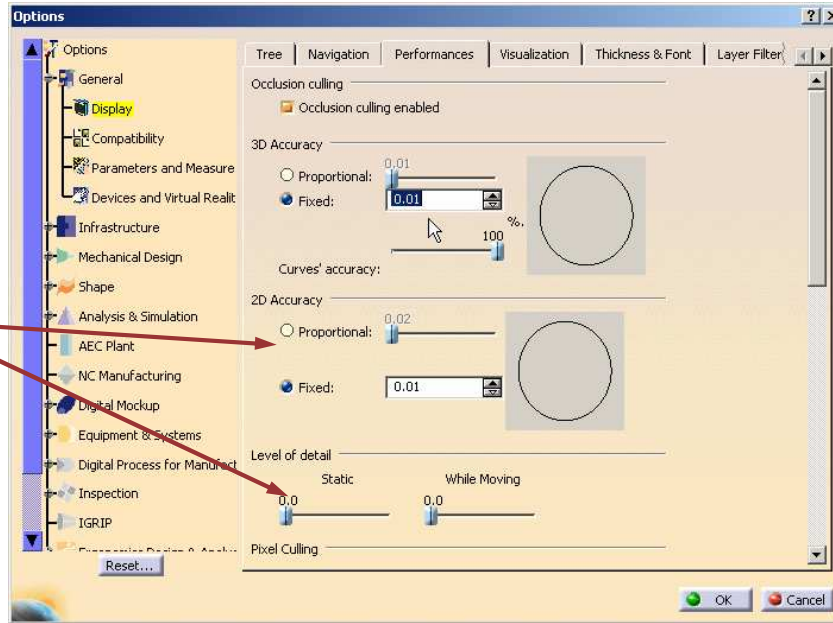 Options
Options
General
Display
Compatibility
Parameters and Measure
Devices and Virtual Realit
Infrastructure
Mechanical Design
Shape
Analysis & Simulation
AEC Plant
NC Manufacturing
Digital Mockup
Equipment & Systems
Digital Process for Manufact
Inspection
IGRIP
Reset...
Tree Navigation Performances Visualization Thickness & Font Layer Filter
Occlusion culling
Occlusion culling enabled
3D Accuracy
0.01
Proportional:
Fixed: 0.01
%.
100
Curves' accuracy:
2D Accuracy
0.02
Proportional:
Fixed: 0.01
Level of detail
Static While Moving
0.0 0.0
Pixel Culling
OK Cancel